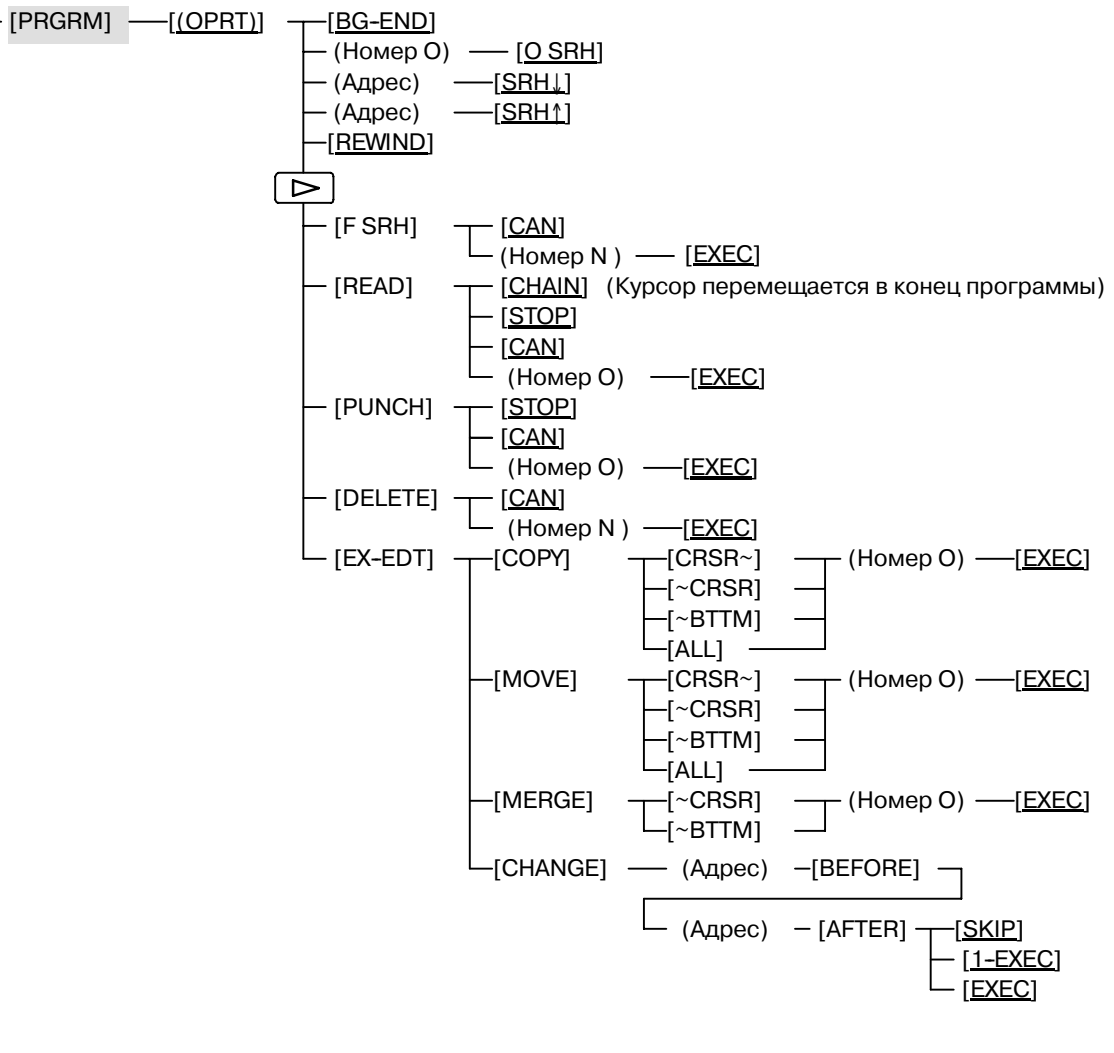 [PRGRM] [(OPRT)] [BG-END]
(Номер O) [O SRH]
(Адрес) [SRH↓]
(Адрес) [SRH↑]
[REWIND]
[F SRH] [CAN]
(Номер N ) [EXEC]
[READ] [CHAIN] (Курсор перемещается в конец программы)
[STOP]
[CAN]
(Номер O) [EXEC]
[PUNCH] [STOP]
[CAN]
(Номер O) [EXEC]
[DELETE] [CAN]
(Номер N ) [EXEC]
[EX-EDT] [COPY] [CRSR~] (Номер O) [EXEC]
[~CRSR]
[~BTTM]
[ALL]
[MOVE] [CRSR~] (Номер O) [EXEC]
[~CRSR]
[~BTTM]
[ALL]
[MERGE] [~CRSR] (Номер O) [EXEC]
[~BTTM]
[CHANGE] (Адрес) [BEFORE]
(Адрес) [AFTER] [SKIP]
[1-EXEC]
[EXEC]